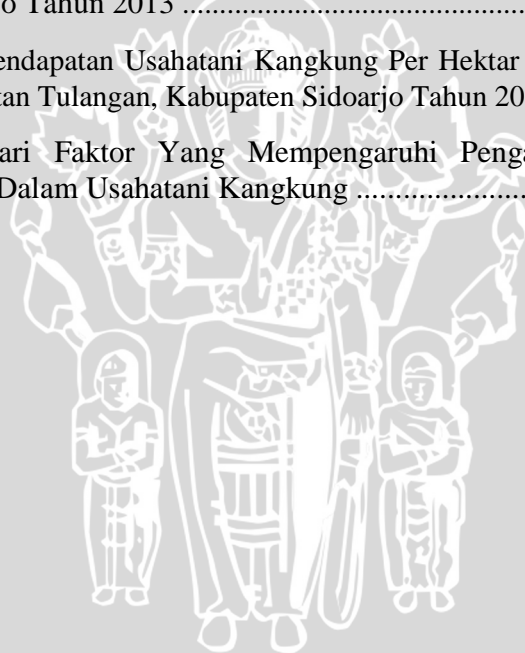 o Tahun 2013 ..................................................
endapatan Usahatani Kangkung Per Hektar
tan Tulangan, Kabupaten Sidoarjo Tahun 20
ari Faktor Yang Mempengaruhi Penga
Dalam Usahatani Kangkung ........................